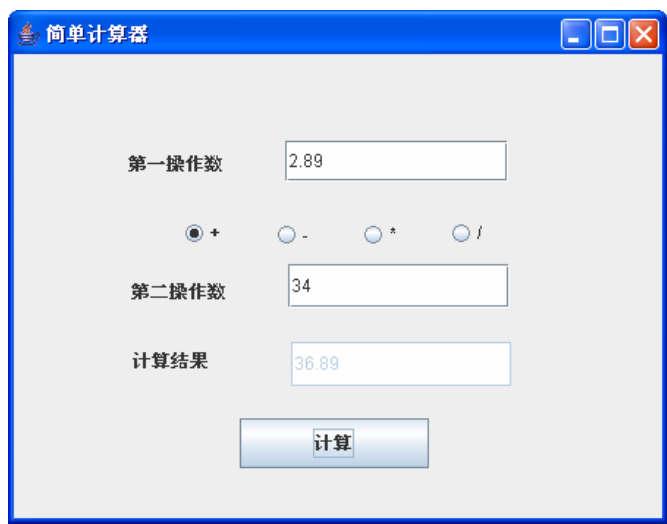 简单计算器
第一操作数 2.89
+ - * /
第二操作数 34
计算结果 36.89
计算